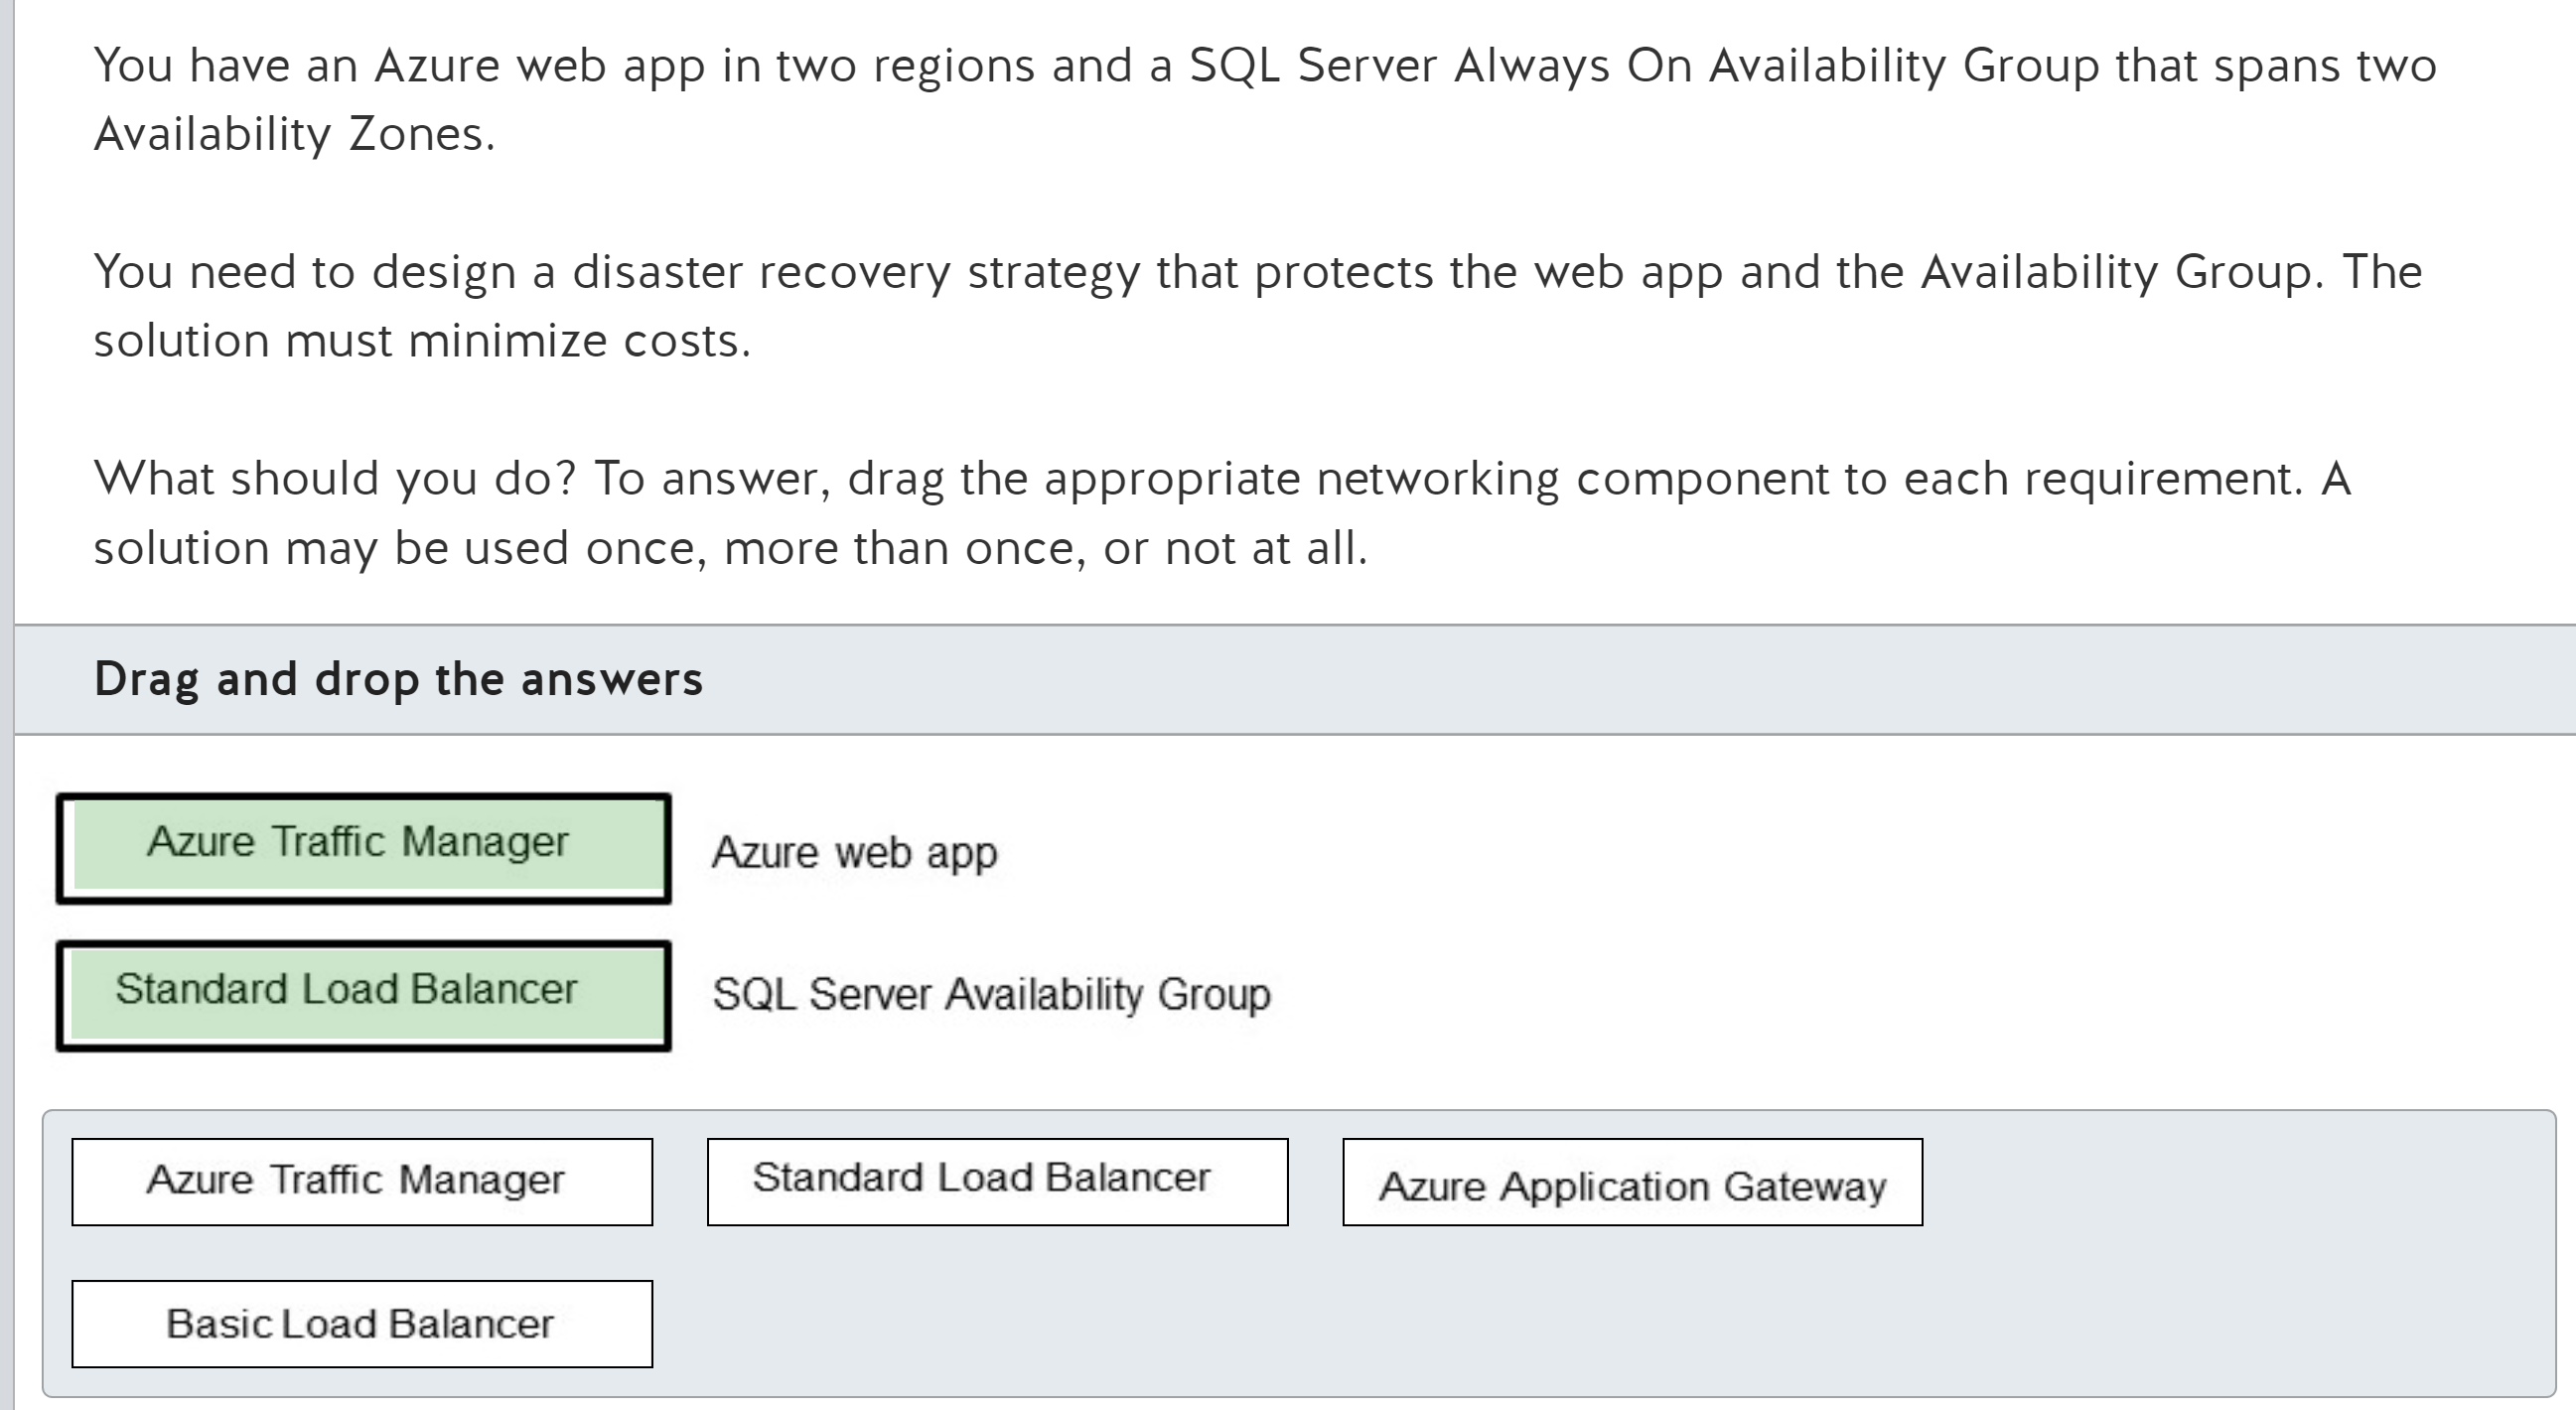 You have an Azure web app in two regions and a SQL Server Always On Availability Group that spans two
Availability Zones.
You need to design a disaster recovery strategy that protects the web app and the Availability Group. The
solution must minimize costs.
What should you do? To answer, drag the appropriate networking component to each requirement. A
solution may be used once, more than once, or not at all.
Drag and drop the answers
Azure Traffic Manager
Azure web app
Standard Load Balancer
SQL Server Availability Group
Azure Traffic Manager
Standard Load Balancer
Azure Application Gateway
Basic Load Balancer